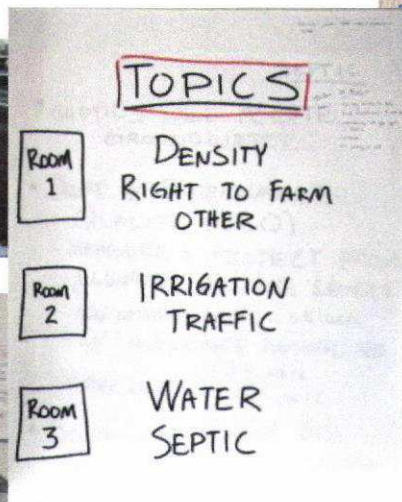 TOPICS
ROOM 1
DENSITY
RIGHT TO FARM
OTHER
ROOM 2
IRRIGATION
TRAFFIC
ROOM 3
WATER
SEPTIC